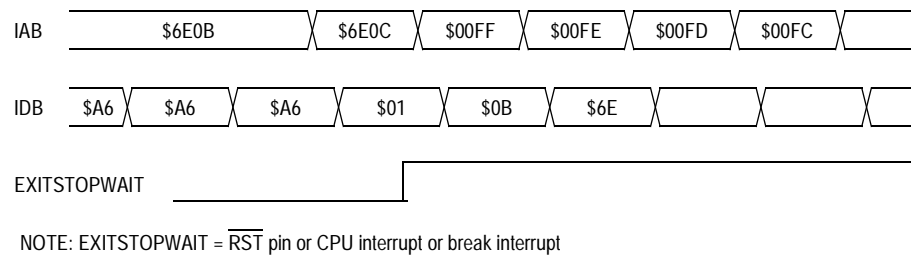 IAB $6E0B $6E0C $00FF $00FE $00FD $00FC
IDB $A6 $A6 $A6 $01 $0B $6E
EXITSTOPWAIT
NOTE: EXITSTOPWAIT = RST pin or CPU interrupt or break interrupt